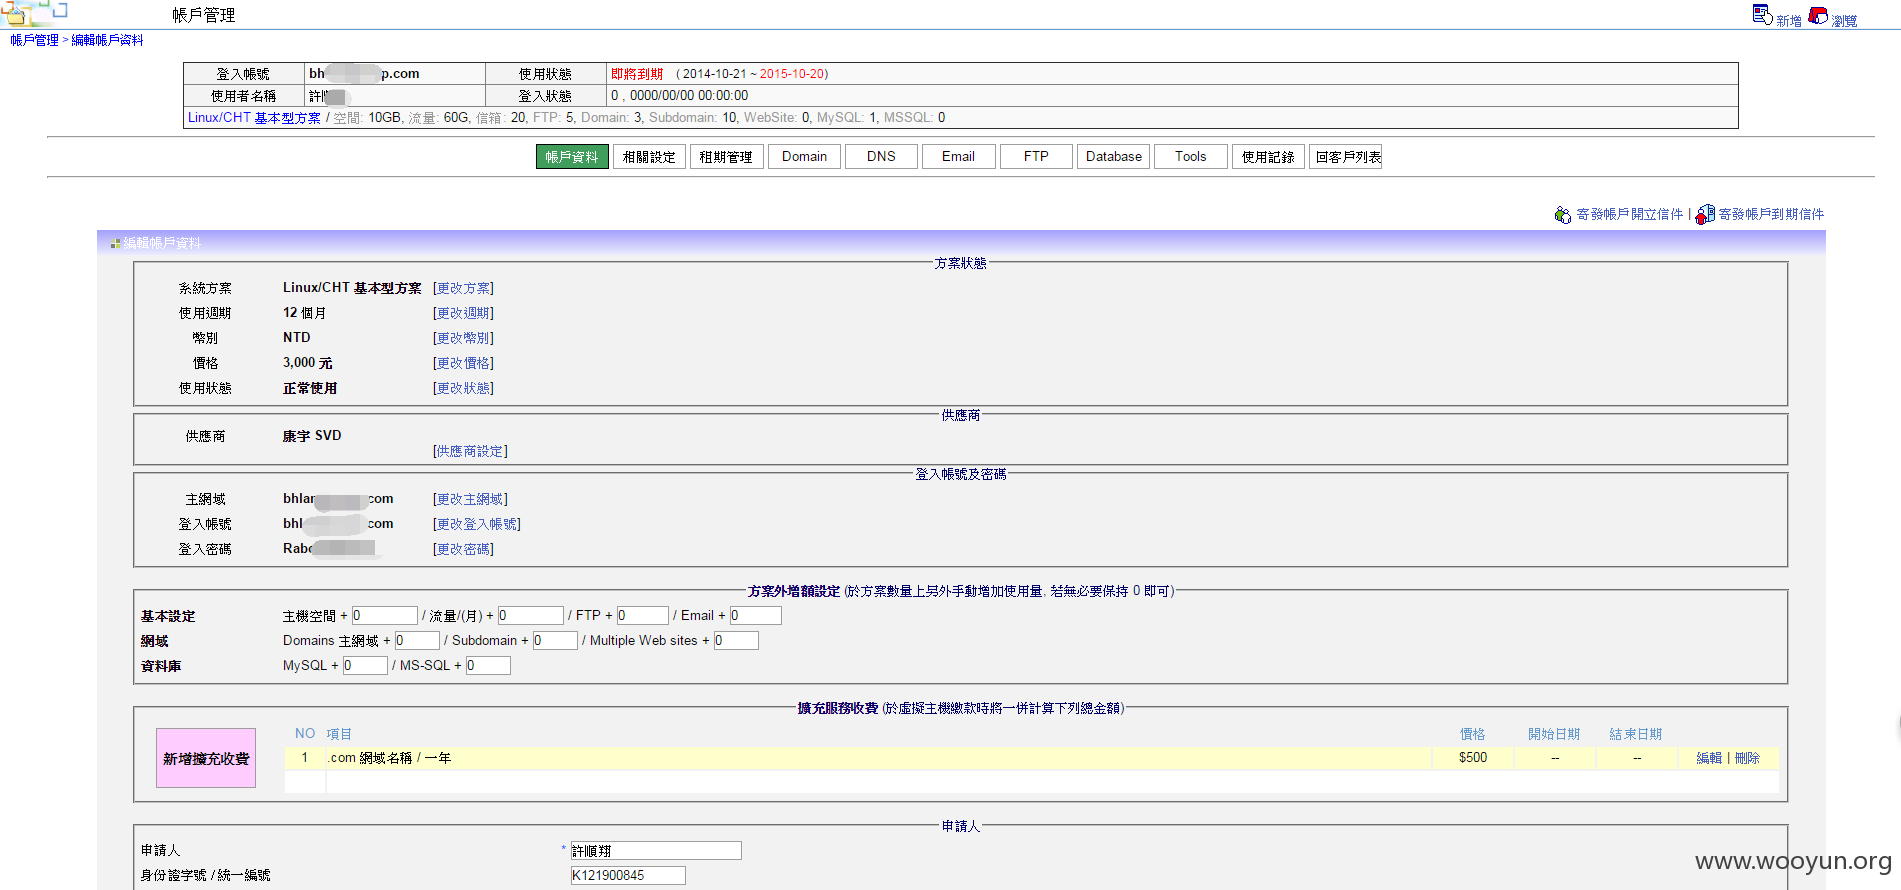 帳戶管理
新增 瀏覽
帳戶管理 > 編輯帳戶資料
登入帳號 bh p.com 使用狀態 即將到期 ( 2014-10-21 ~ 2015-10-20)
使用者名稱 許 登入狀態 0 , 0000/00/00 00:00:00
Linux/CHT 基本型方案 / 空間: 10GB, 流量: 60G, 信箱: 20, FTP: 5, Domain: 3, Subdomain: 10, WebSite: 0, MySQL: 1, MSSQL: 0
帳戶資料 相關設定 租期管理 Domain DNS Email FTP Database Tools 使用記錄 回客戶列表
寄發帳戶開立信件 | 寄發帳戶到期信件
編輯帳戶資料
方案狀態
系統方案 Linux/CHT 基本型方案 [更改方案]
使用週期 12 個月 [更改週期]
幣別 NTD [更改幣別]
價格 3,000 元 [更改價格]
使用狀態 正常使用 [更改狀態]
供應商
供應商 康宇 SVD
[供應商設定]
登入帳號及密碼
主網域 bhlar .com [更改主網域]
登入帳號 bhl com [更改登入帳號]
登入密碼 Rab [更改密碼]
方案外增額設定 (於方案數量上另外手動增加使用量, 若無必要保持 0 即可)
基本設定 主機空間 + 0 / 流量/(月) + 0 / FTP + 0 / Email + 0
網域 Domains 主網域 + 0 / Subdomain + 0 / Multiple Web sites + 0
資料庫 MySQL + 0 / MS-SQL + 0
擴充服務收費 (於虛擬主機繳款時將一併計算下列總金額)
新增擴充收費
NO 項目 價格 開始日期 結束日期
1 .com 網域名稱 / 一年 $500 -- -- 編輯 | 刪除
申請人
申請人 * 許順翔
身份證字號 / 統一編號 K121900845
www.wooyun.org